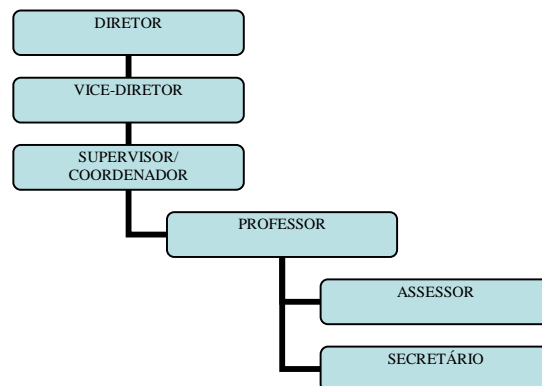 DIRETOR
VICE-DIRETOR
SUPERVISOR/
COORDENADOR
PROFESSOR
ASSESSOR
SECRETÁRIO